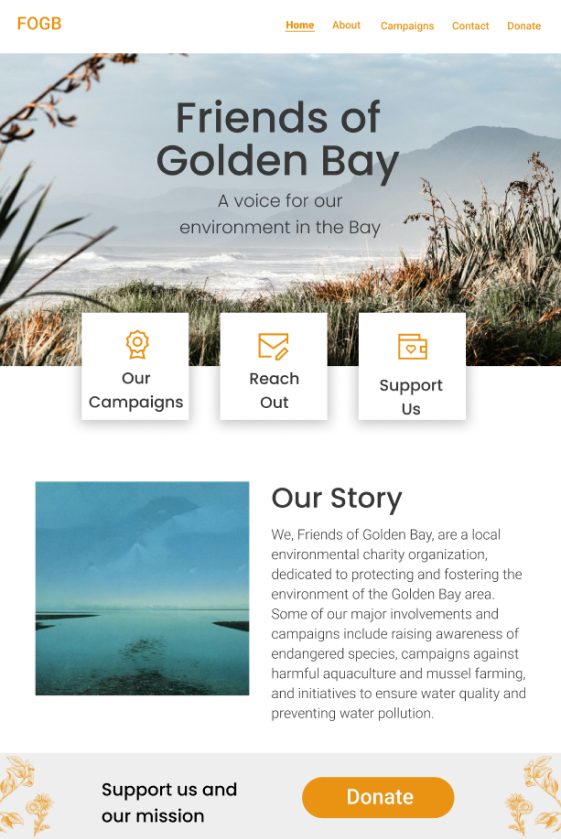 FOGB
Home About Campaigns Contact Donate
Friends of
Golden Bay
A voice for our
environment in the Bay
Our
Campaigns
Reach
Out
Support
Us
Our Story
We, Friends of Golden Bay, are a local
environmental charity organization,
dedicated to protecting and fostering the
environment of the Golden Bay area.
Some of our major involvements and
campaigns include raising awareness of
endangered species, campaigns against
harmful aquaculture and mussel farming,
and initiatives to ensure water quality and
preventing water pollution.
Support us and
our mission
Donate